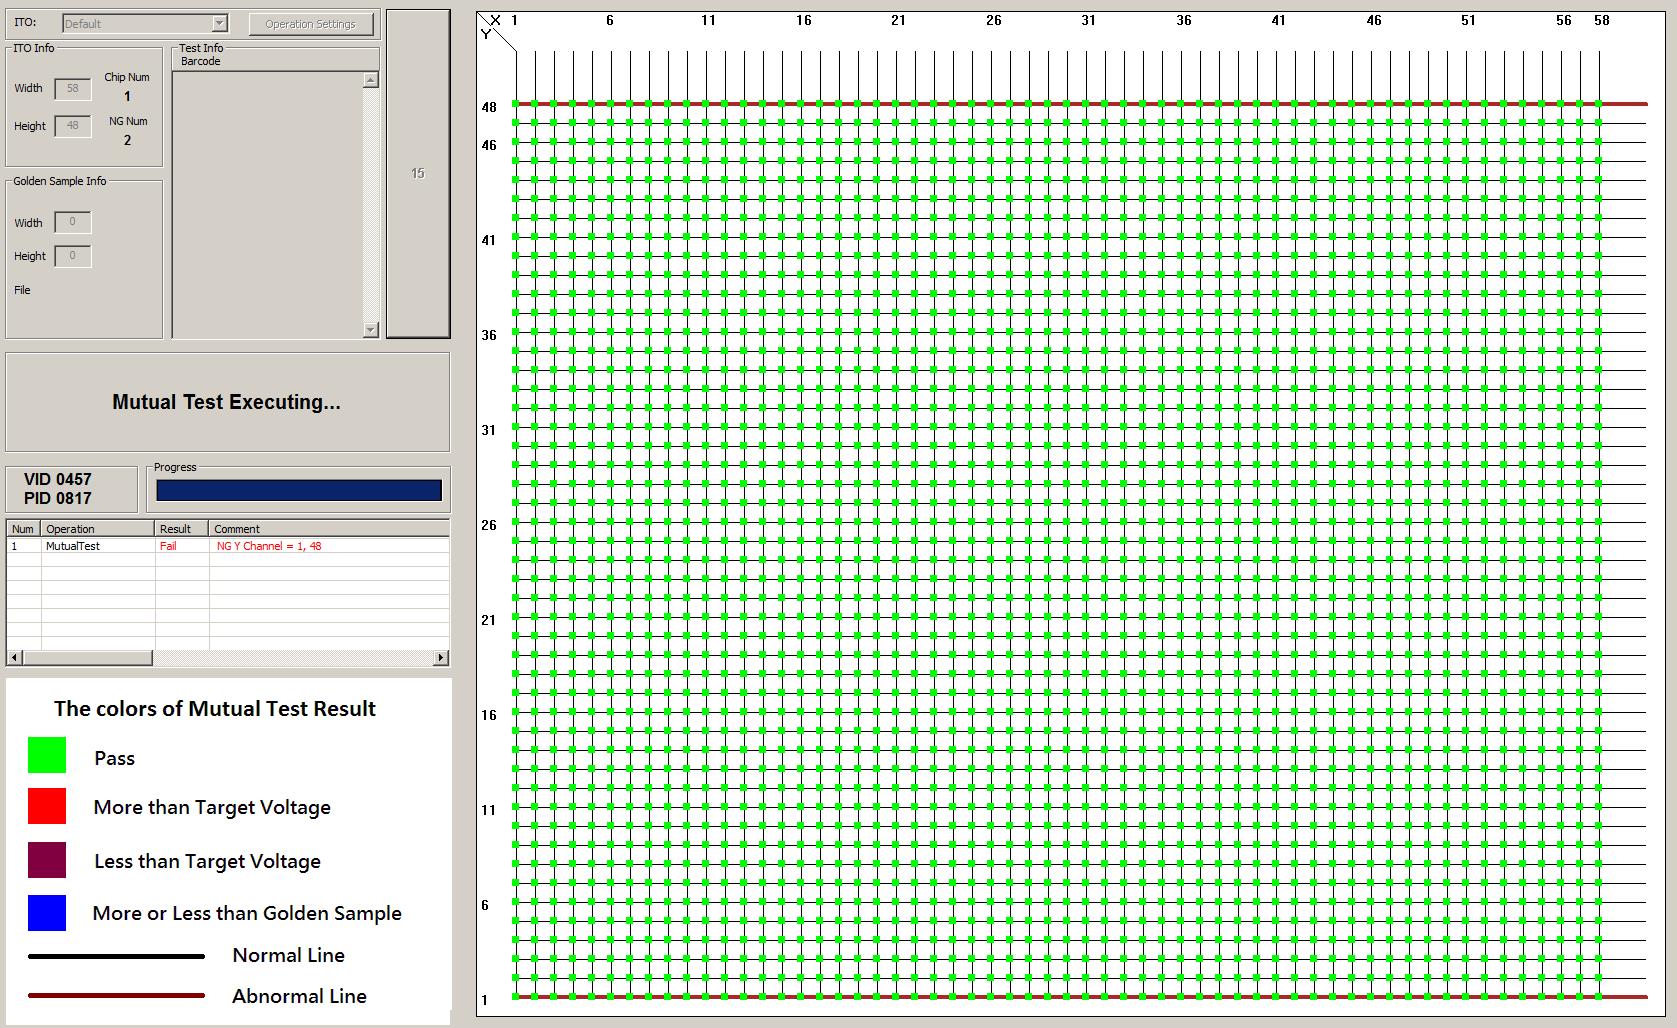 ITO: Default Operation Settings
ITO Info
Width 58 Chip Num
1
Height 48 NG Num
2
Test Info
Barcode
15
Golden Sample Info
Width 0
Height 0
File
Mutual Test Executing...
VID 0457
PID 0817
Progress
Num Operation Result Comment
1 MutualTest Fail NG Y Channel = 1, 48
The colors of Mutual Test Result
Pass
More than Target Voltage
Less than Target Voltage
More or Less than Golden Sample
Normal Line
Abnormal Line
X 1 6 11 16 21 26 31 36 41 46 51 56 58
Y
48
46
41
36
31
26
21
16
11
6
1